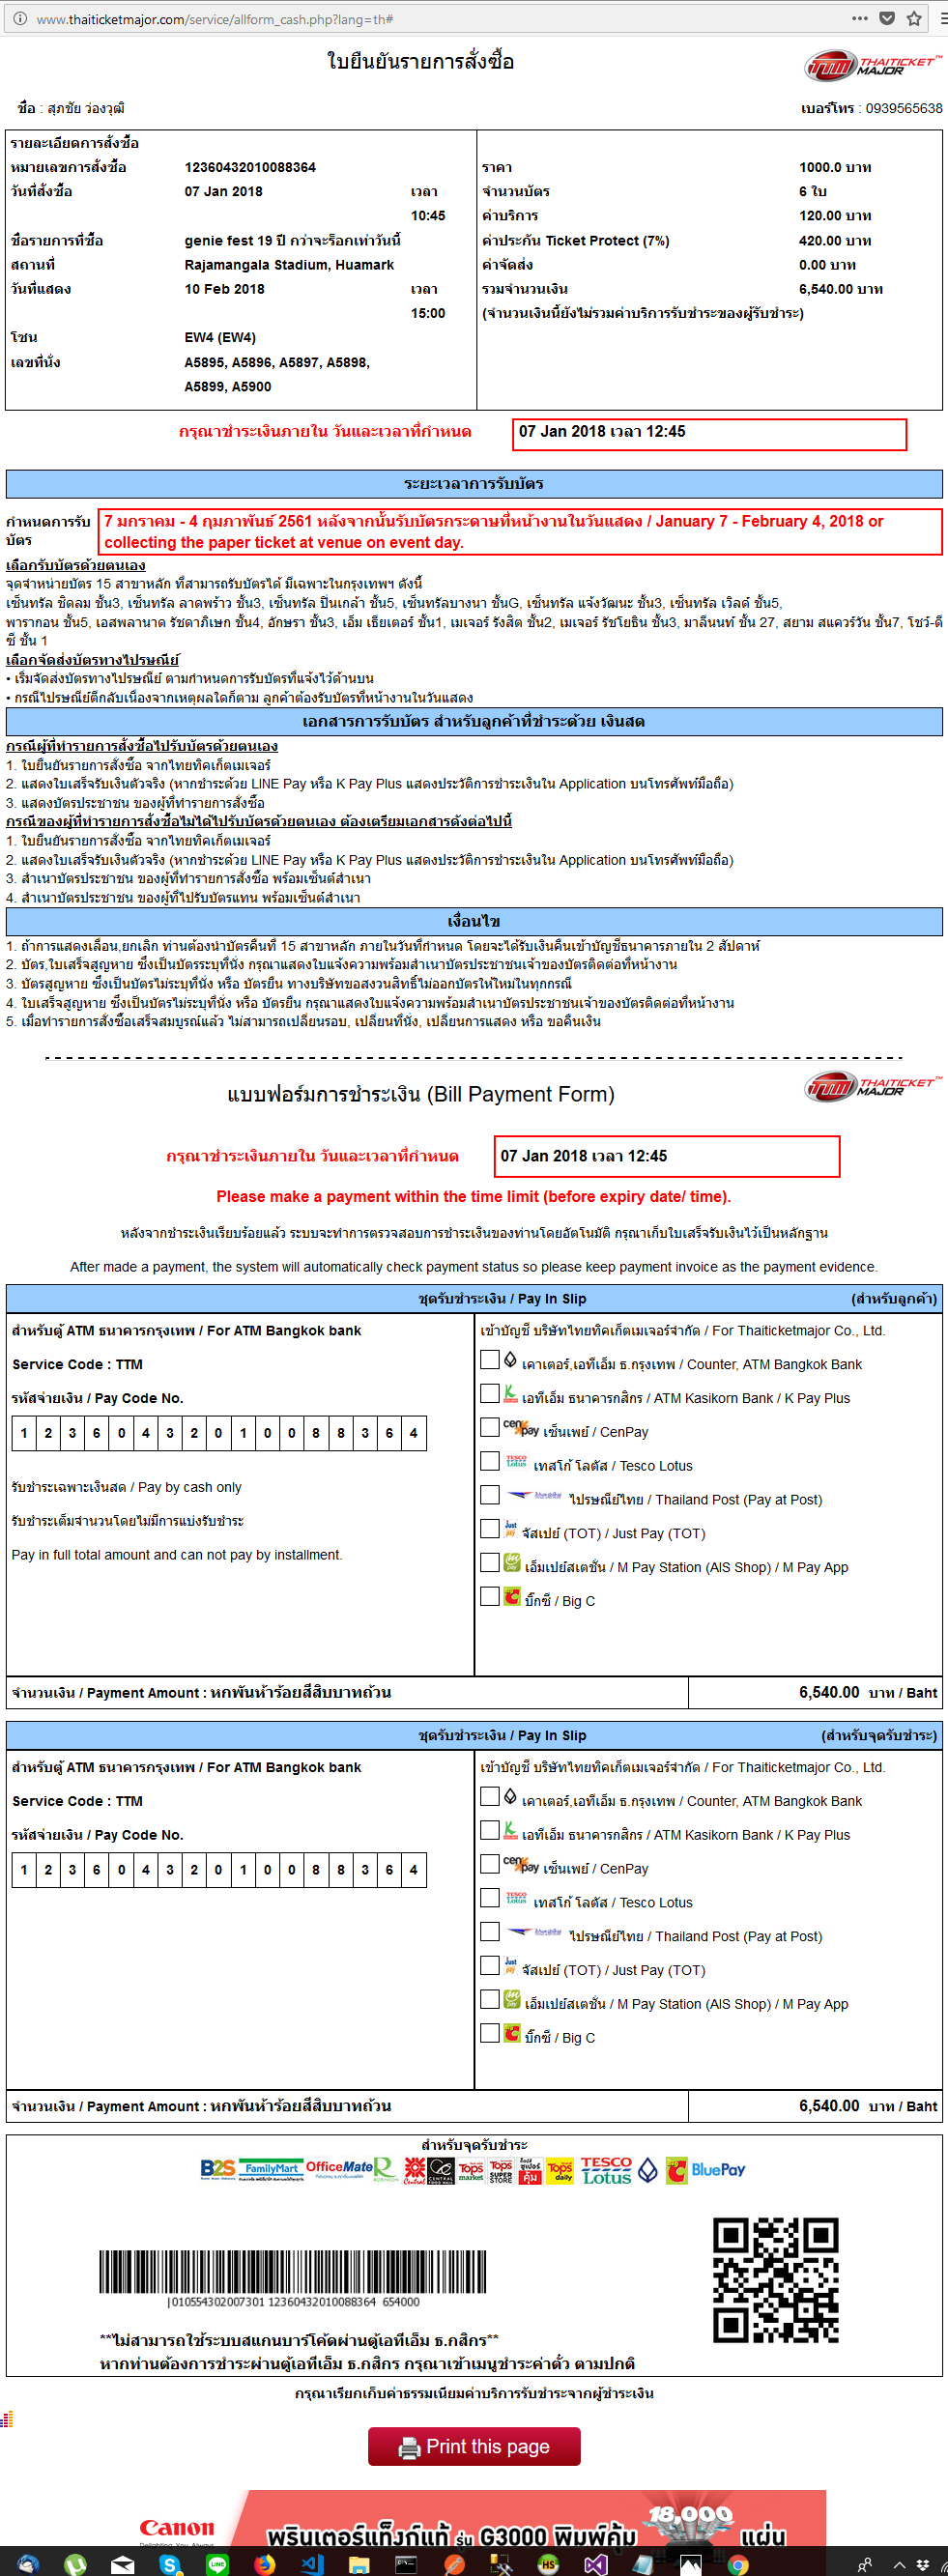 www.thaiticketmajor.com/service/allform_cash.php?lang=th#
ใบยืนยันรายการสั่งซื้อ
TTM THAITICKET MAJOR™
ชื่อ : สุภชัย ว่องวุฒิ
เบอร์โทร : 0939565638
รายละเอียดการสั่งซื้อ
หมายเลขการสั่งซื้อ 12360432010088364
วันที่สั่งซื้อ 07 Jan 2018 เวลา 10:45
ชื่อรายการที่ซื้อ genie fest 19 ปี กว่าจะร็อกเท่าวันนี้
สถานที่ Rajamangala Stadium, Huamark
วันที่แสดง 10 Feb 2018 เวลา 15:00
โซน EW4 (EW4)
เลขที่นั่ง A5895, A5896, A5897, A5898,
A5899, A5900
ราคา 1000.0 บาท
จำนวนบัตร 6 ใบ
ค่าบริการ 120.00 บาท
ค่าประกัน Ticket Protect (7%) 420.00 บาท
ค่าจัดส่ง 0.00 บาท
รวมจำนวนเงิน 6,540.00 บาท
(จำนวนเงินนี้ยังไม่รวมค่าบริการรับชำระของผู้รับชำระ)
กรุณาชำระเงินภายใน วันและเวลาที่กำหนด 07 Jan 2018 เวลา 12:45
ระยะเวลาการรับบัตร
กำหนดการรับบัตร
7 มกราคม - 4 กุมภาพันธ์ 2561 หลังจากนั้นรับบัตรกระดาษที่หน้างานในวันแสดง / January 7 - February 4, 2018 or
collecting the paper ticket at venue on event day.
เลือกรับบัตรด้วยตนเอง
จุดจำหน่ายบัตร 15 สาขาหลัก ที่สามารถรับบัตรได้ มีเฉพาะในกรุงเทพฯ ดังนี้
เซ็นทรัล ชิดลม ชั้น3, เซ็นทรัล ลาดพร้าว ชั้น3, เซ็นทรัล ปิ่นเกล้า ชั้น5, เซ็นทรัลบางนา ชั้นG, เซ็นทรัล แจ้งวัฒนะ ชั้น3, เซ็นทรัล เวิลด์ ชั้น5,
พารากอน ชั้น5, เอสพลานาด รัชดาภิเษก ชั้น4, อักษรา ชั้น3, เอ็ม เธียเตอร์ ชั้น1, เมเจอร์ รังสิต ชั้น2, เมเจอร์ รัชโยธิน ชั้น3, มาลีนนท์ ชั้น 27, สยาม สแควร์วัน ชั้น7, โชว์-ดี
ซี ชั้น 1
เลือกจัดส่งบัตรทางไปรษณีย์
• เริ่มจัดส่งบัตรทางไปรษณีย์ ตามกำหนดการรับบัตรที่แจ้งไว้ด้านบน
• กรณีไปรษณีย์ตีกลับเนื่องจากเหตุผลใดก็ตาม ลูกค้าต้องรับบัตรที่หน้างานในวันแสดง
เอกสารการรับบัตร สำหรับลูกค้าที่ชำระด้วย เงินสด
กรณีผู้ที่ทำรายการสั่งซื้อไปรับบัตรด้วยตนเอง
1. ใบยืนยันรายการสั่งซื้อ จากไทยทิคเก็ตเมเจอร์
2. แสดงใบเสร็จรับเงินตัวจริง (หากชำระด้วย LINE Pay หรือ K Pay Plus แสดงประวัติการชำระเงินใน Application บนโทรศัพท์มือถือ)
3. แสดงบัตรประชาชน ของผู้ที่ทำรายการสั่งซื้อ
กรณีของผู้ที่ทำรายการสั่งซื้อไม่ได้ไปรับบัตรด้วยตนเอง ต้องเตรียมเอกสารดังต่อไปนี้
1. ใบยืนยันรายการสั่งซื้อ จากไทยทิคเก็ตเมเจอร์
2. แสดงใบเสร็จรับเงินตัวจริง (หากชำระด้วย LINE Pay หรือ K Pay Plus แสดงประวัติการชำระเงินใน Application บนโทรศัพท์มือถือ)
3. สำเนาบัตรประชาชน ของผู้ที่ทำรายการสั่งซื้อ พร้อมเซ็นต์สำเนา
4. สำเนาบัตรประชาชน ของผู้ที่ไปรับบัตรแทน พร้อมเซ็นต์สำเนา
เงื่อนไข
1. ถ้าการแสดงเลื่อน,ยกเลิก ท่านต้องนำบัตรคืนที่ 15 สาขาหลัก ภายในวันที่กำหนด โดยจะได้รับเงินคืนเข้าบัญชีธนาคารภายใน 2 สัปดาห์
2. บัตร,ใบเสร็จสูญหาย ซึ่งเป็นบัตรระบุที่นั่ง กรุณาแสดงใบแจ้งความพร้อมสำเนาบัตรประชาชนเจ้าของบัตรติดต่อที่หน้างาน
3. บัตรสูญหาย ซึ่งเป็นบัตรไม่ระบุที่นั่ง หรือ บัตรยืน ทางบริษัทขอสงวนสิทธิ์ไม่ออกบัตรให้ใหม่ในทุกกรณี
4. ใบเสร็จสูญหาย ซึ่งเป็นบัตรไม่ระบุที่นั่ง หรือ บัตรยืน กรุณาแสดงใบแจ้งความพร้อมสำเนาบัตรประชาชนเจ้าของบัตรติดต่อที่หน้างาน
5. เมื่อทำรายการสั่งซื้อเสร็จสมบูรณ์แล้ว ไม่สามารถเปลี่ยนรอบ, เปลี่ยนที่นั่ง, เปลี่ยนการแสดง หรือ ขอคืนเงิน
แบบฟอร์มการชำระเงิน (Bill Payment Form)
TTM THAITICKET MAJOR™
กรุณาชำระเงินภายใน วันและเวลาที่กำหนด 07 Jan 2018 เวลา 12:45
Please make a payment within the time limit (before expiry date/ time).
หลังจากชำระเงินเรียบร้อยแล้ว ระบบจะทำการตรวจสอบการชำระเงินของท่านโดยอัตโนมัติ กรุณาเก็บใบเสร็จรับเงินไว้เป็นหลักฐาน
After made a payment, the system will automatically check payment status so please keep payment invoice as the payment evidence.
ชุดรับชำระเงิน / Pay In Slip (สำหรับลูกค้า)
สำหรับตู้ ATM ธนาคารกรุงเทพ / For ATM Bangkok bank
Service Code : TTM
รหัสจ่ายเงิน / Pay Code No.
1 2 3 6 0 4 3 2 0 1 0 0 8 8 3 6 4
รับชำระเฉพาะเงินสด / Pay by cash only
รับชำระเต็มจำนวนโดยไม่มีการแบ่งรับชำระ
Pay in full total amount and can not pay by installment.
เข้าบัญชี บริษัทไทยทิคเก็ตเมเจอร์จำกัด / For Thaiticketmajor Co., Ltd.
เคาเตอร์,เอทีเอ็ม ธ.กรุงเทพ / Counter, ATM Bangkok Bank
เอทีเอ็ม ธนาคารกสิกร / ATM Kasikorn Bank / K Pay Plus
cenpay เซ็นเพย์ / CenPay
TESCO Lotus เทสโก้ โลตัส / Tesco Lotus
ไปรษณีย์ไทย / Thailand Post (Pay at Post)
Just pay จัสเปย์ (TOT) / Just Pay (TOT)
เอ็มเปย์สเตชั่น / M Pay Station (AIS Shop) / M Pay App
บิ๊กซี / Big C
จำนวนเงิน / Payment Amount : หกพันห้าร้อยสี่สิบบาทถ้วน 6,540.00 บาท / Baht
ชุดรับชำระเงิน / Pay In Slip (สำหรับจุดรับชำระ)
สำหรับตู้ ATM ธนาคารกรุงเทพ / For ATM Bangkok bank
Service Code : TTM
รหัสจ่ายเงิน / Pay Code No.
1 2 3 6 0 4 3 2 0 1 0 0 8 8 3 6 4
เข้าบัญชี บริษัทไทยทิคเก็ตเมเจอร์จำกัด / For Thaiticketmajor Co., Ltd.
เคาเตอร์,เอทีเอ็ม ธ.กรุงเทพ / Counter, ATM Bangkok Bank
เอทีเอ็ม ธนาคารกสิกร / ATM Kasikorn Bank / K Pay Plus
cenpay เซ็นเพย์ / CenPay
TESCO Lotus เทสโก้ โลตัส / Tesco Lotus
ไปรษณีย์ไทย / Thailand Post (Pay at Post)
Just pay จัสเปย์ (TOT) / Just Pay (TOT)
เอ็มเปย์สเตชั่น / M Pay Station (AIS Shop) / M Pay App
บิ๊กซี / Big C
จำนวนเงิน / Payment Amount : หกพันห้าร้อยสี่สิบบาทถ้วน 6,540.00 บาท / Baht
สำหรับจุดรับชำระ
B2S FamilyMart OfficeMate R Central CENTRAL Tops market Tops SUPER STORE ซูเปอร์ คุ้ม Tops daily TESCO Lotus BluePay
|010554302007301 12360432010088364 654000
**ไม่สามารถใช้ระบบสแกนบาร์โค้ดผ่านตู้เอทีเอ็ม ธ.กสิกร**
หากท่านต้องการชำระผ่านตู้เอทีเอ็ม ธ.กสิกร กรุณาเข้าเมนูชำระค่าตั๋ว ตามปกติ
กรุณาเรียกเก็บค่าธรรมเนียมค่าบริการรับชำระจากผู้ชำระเงิน
Print this page
Canon
Delighting You Always
พรินเตอร์แท็งก์แท้ รุ่น G3000 พิมพ์คุ้ม 18,000 แผ่น